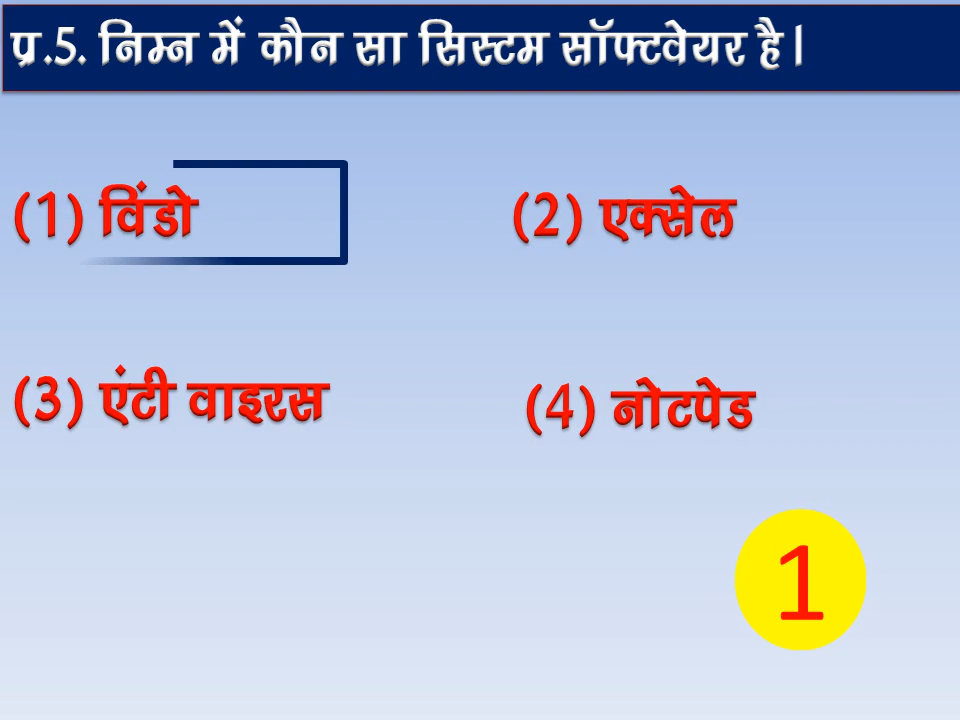 प्र.5. निम्न में कौन सा सिस्टम सॉफ्टवेयर है।
(1) विंडो
(2) एक्सेल
(3) एंटी वाइरस
(4) नोटपेड
1